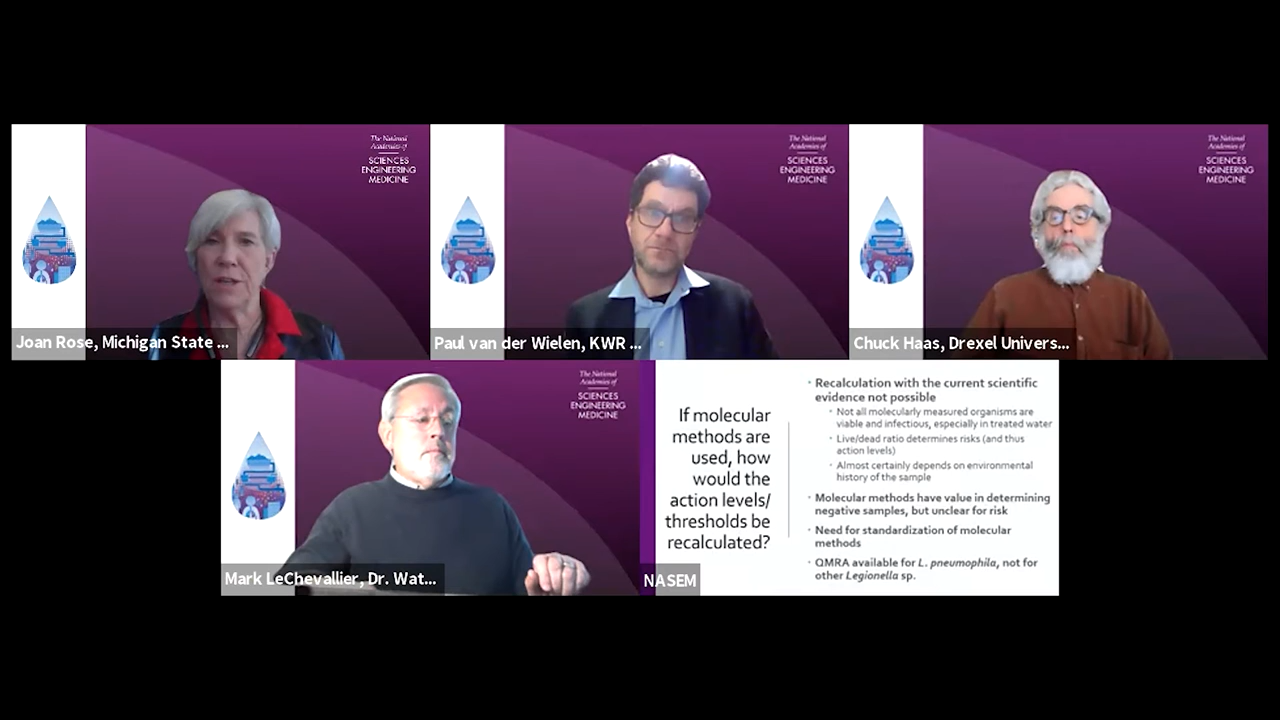 The National
Academies of
SCIENCES
ENGINEERING
MEDICINE
Joan Rose, Michigan State ...
The National
Academies of
SCIENCES
ENGINEERING
MEDICINE
Paul van der Wielen, KWR ...
The National
Academies of
SCIENCES
ENGINEERING
MEDICINE
Chuck Haas, Drexel Univers...
The National
Academies of
SCIENCES
ENGINEERING
MEDICINE
Mark LeChevallier, Dr. Wat...
If molecular
methods are
used, how
would the
action levels/
thresholds be
recalculated?
• Recalculation with the current scientific
evidence not possible
• Not all molecularly measured organisms are
viable and infectious, especially in treated water
• Live/dead ratio determines risks (and thus
action levels)
• Almost certainly depends on environmental
history of the sample
• Molecular methods have value in determining
negative samples, but unclear for risk
• Need for standardization of molecular
methods
• QMRA available for L. pneumophila, not for
other Legionella sp.
NASEM